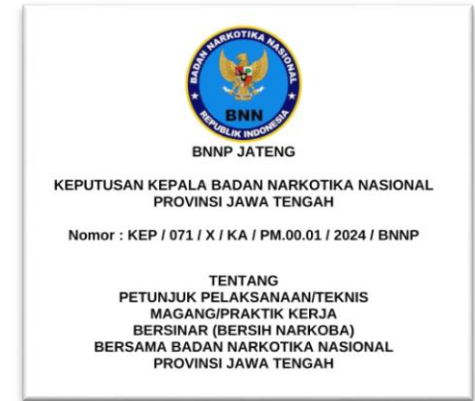 BADAN NARKOTIKA NASIONAL
BNN
REPUBLIK INDONESIA
BNNP JATENG
KEPUTUSAN KEPALA BADAN NARKOTIKA NASIONAL
PROVINSI JAWA TENGAH
Nomor : KEP / 071 / X / KA / PM.00.01 / 2024 / BNNP
TENTANG
PETUNJUK PELAKSANAAN/TEKNIS
MAGANG/PRAKTIK KERJA
BERSINAR (BERSIH NARKOBA)
BERSAMA BADAN NARKOTIKA NASIONAL
PROVINSI JAWA TENGAH